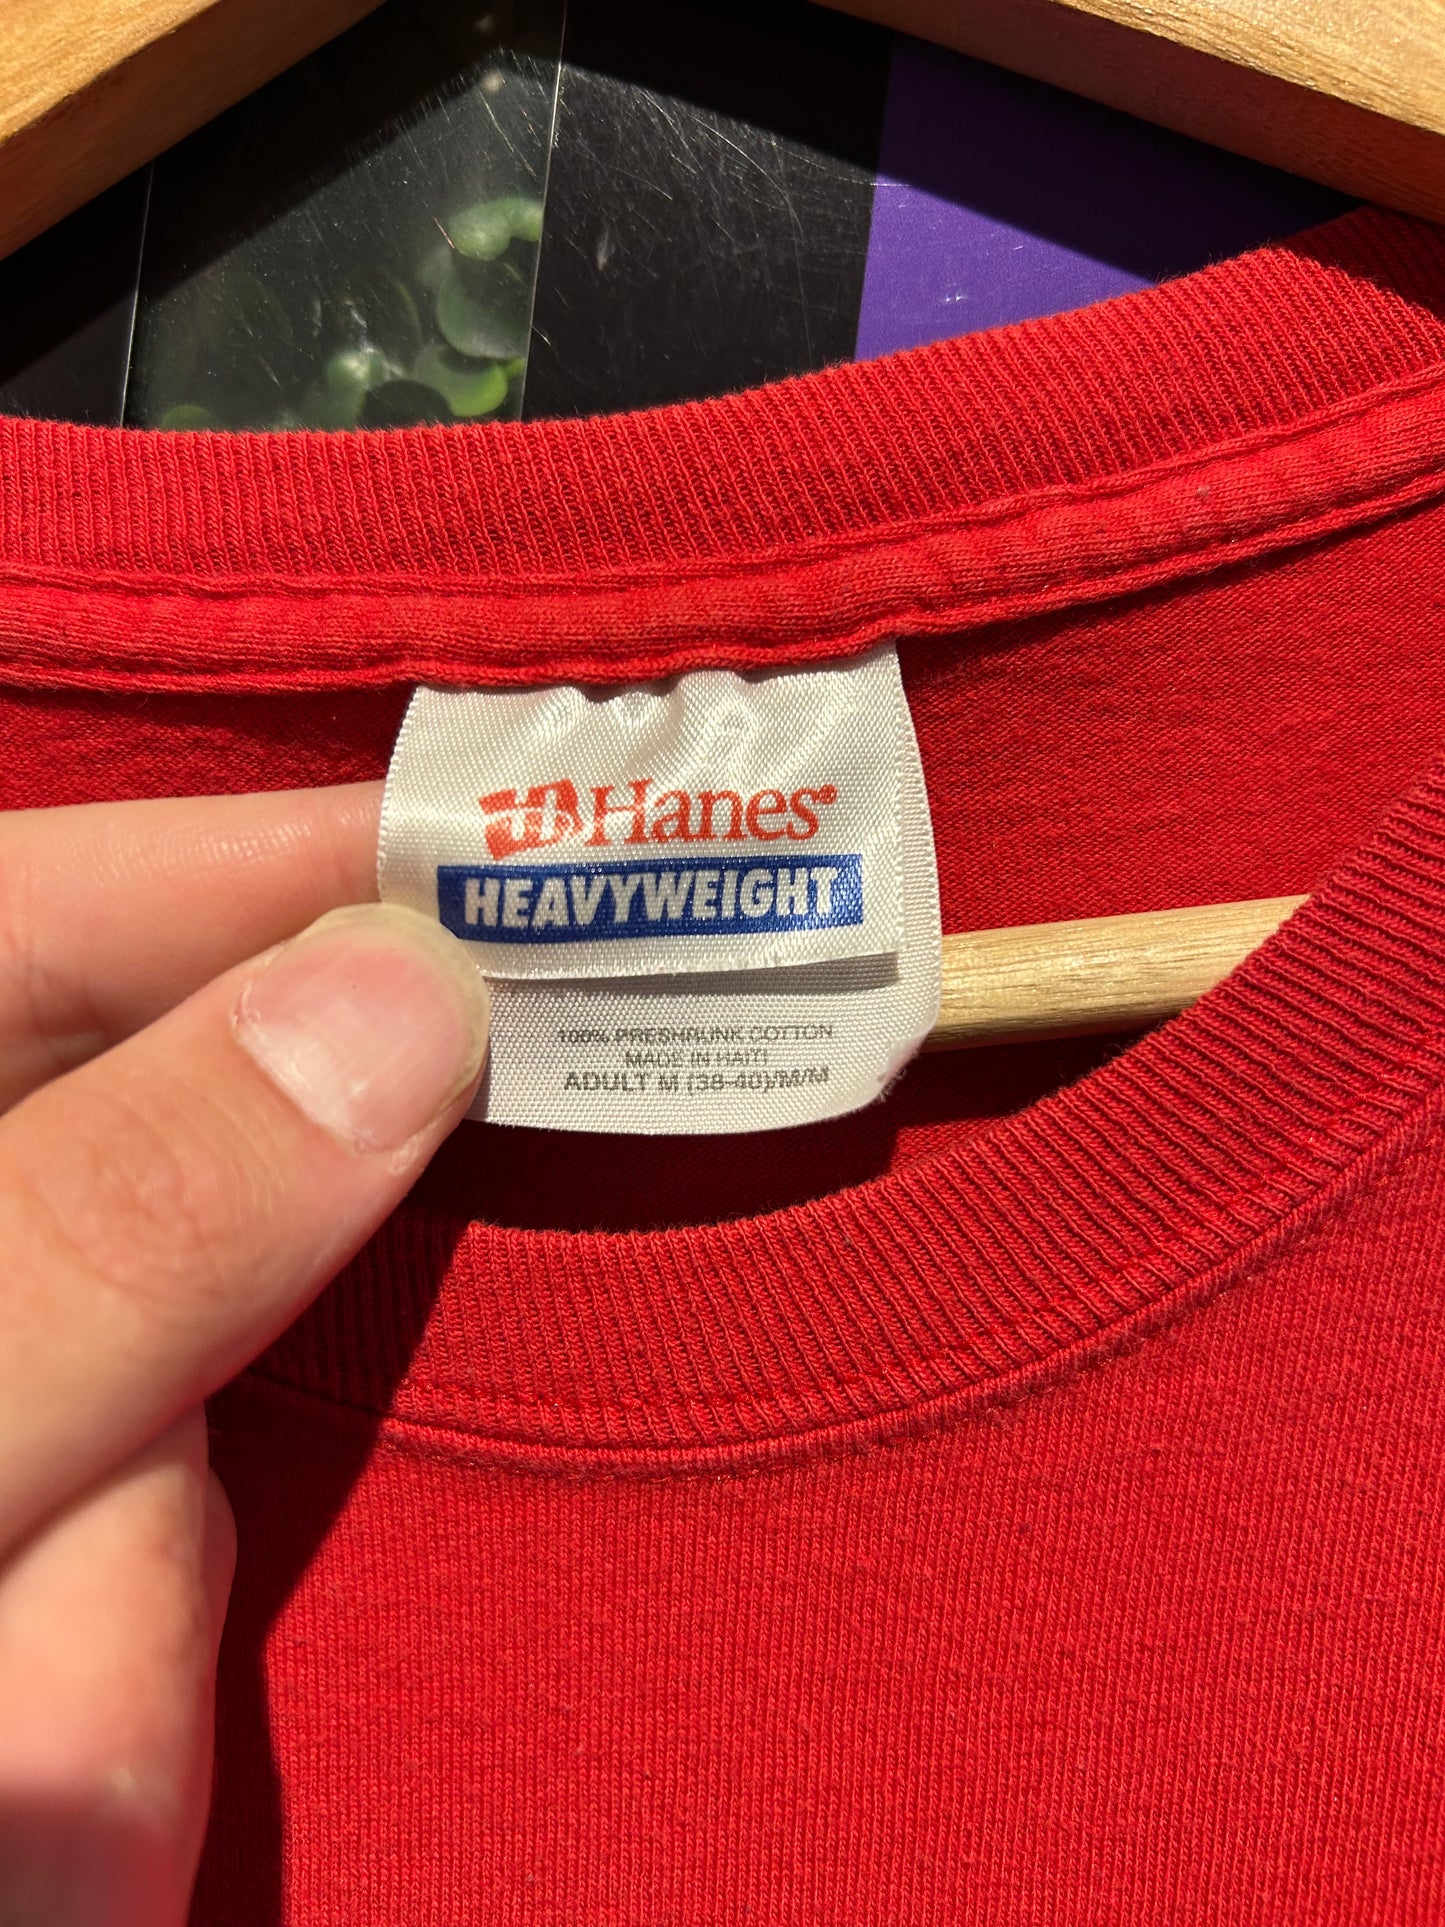 Hanes
HEAVYWEIGHT
100% PRESHRUNK COTTON
MADE IN HAITI
ADULT M (38-40)/M/M